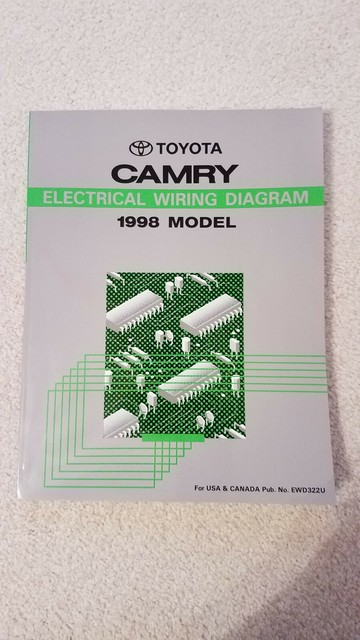 TOYOTA
CAMRY
ELECTRICAL WIRING DIAGRAM
1998 MODEL
For USA & CANADA Pub. No. EWD322U